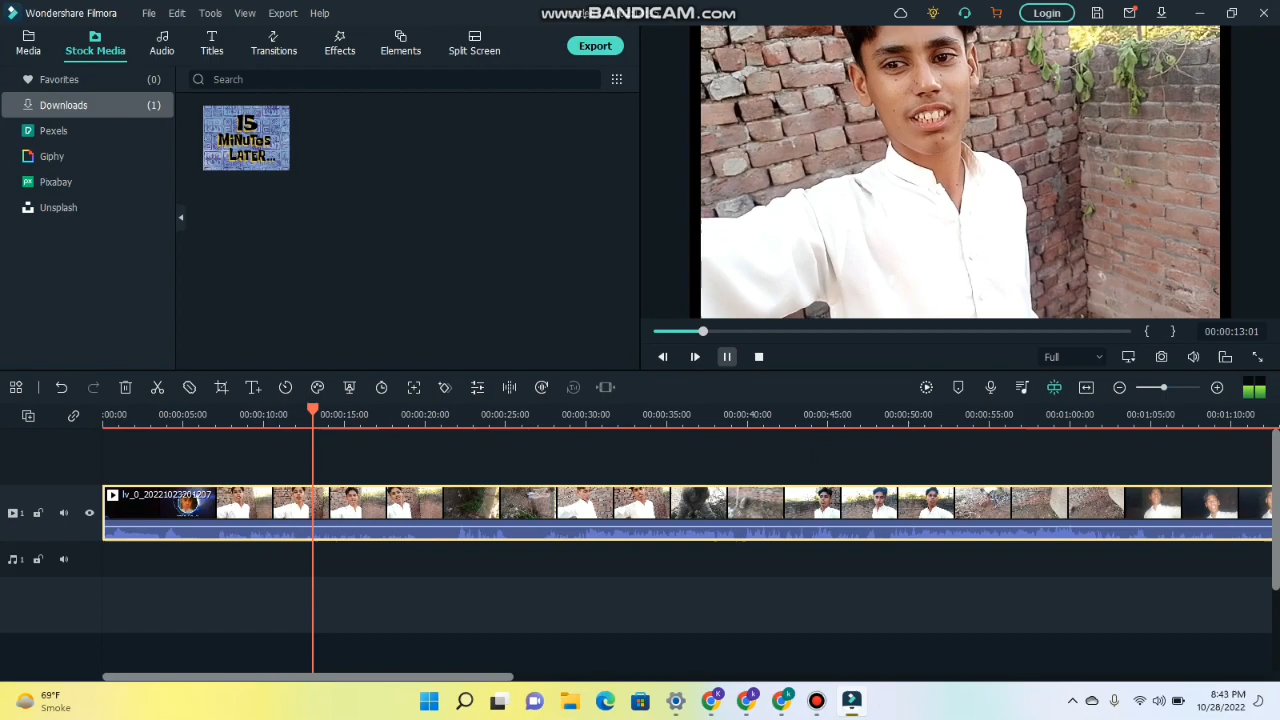 Wondershare Filmora File Edit Tools View Export Help
www.BANDICAM.com
Login
Media Stock Media Audio Titles Transitions Effects Elements Split Screen Export
Favorites (0)
Search
Downloads (1)
Pexels
Giphy
Pixabay
Unsplash
15
MiNUTos
LATER...
00:00:13:01
Full
:00:00 00:00:05:00 00:00:10:00 00:00:15:00 00:00:20:00 00:00:25:00 00:00:30:00 00:00:35:00 00:00:40:00 00:00:45:00 00:00:50:00 00:00:55:00 00:01:00:00 00:01:05:00 00:01:10:00
lv_0_20221023201207
1
1
69°F
Smoke
K k k
8:43 PM
10/28/2022